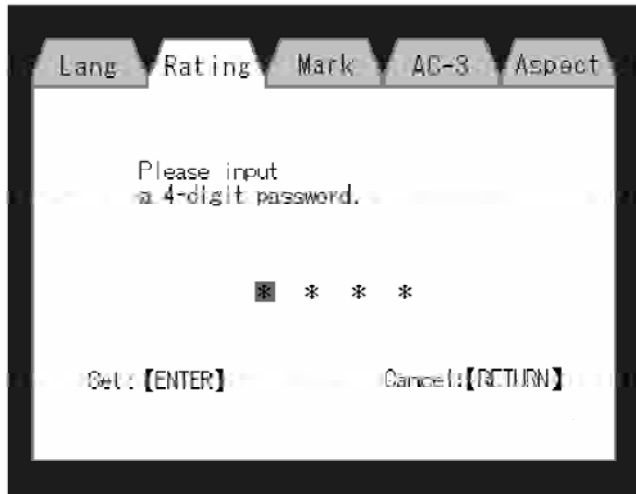 Lang Rating Mark AC-3 Aspect
Please input
a 4-digit password.
* * * *
Set:【ENTER】 Cancel:【RETURN】